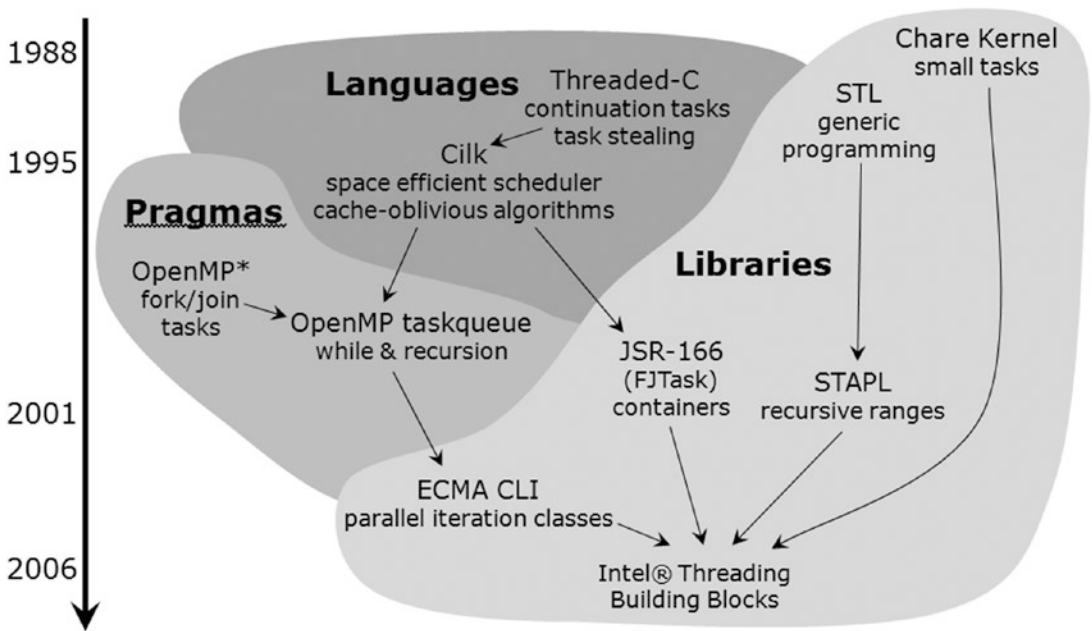 1988
1995
2001
2006
Languages
Threaded-C
continuation tasks
task stealing
Cilk
space efficient scheduler
cache-oblivious algorithms
Pragmas
OpenMP*
fork/join
tasks
OpenMP taskqueue
while & recursion
Libraries
Chare Kernel
small tasks
STL
generic
programming
JSR-166
(FJTask)
containers
STAPL
recursive ranges
ECMA CLI
parallel iteration classes
Intel® Threading
Building Blocks